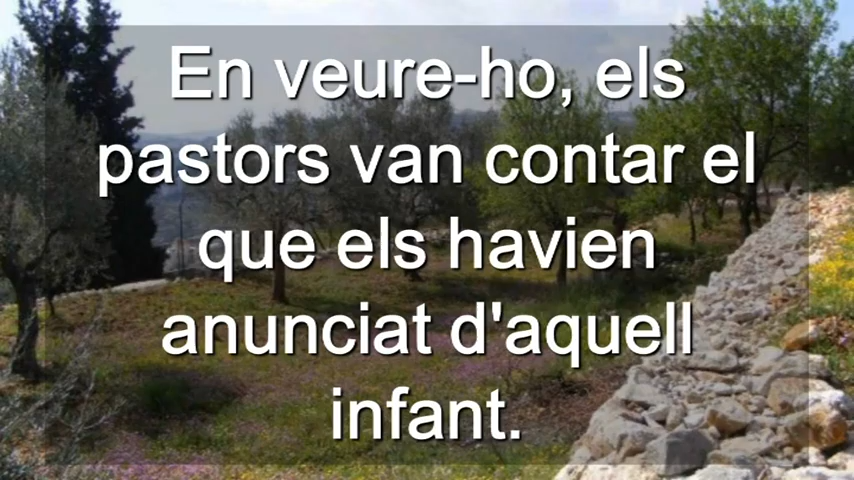 En veure-ho, els
pastors van contar el
que els havien
anunciat d'aquell
infant.